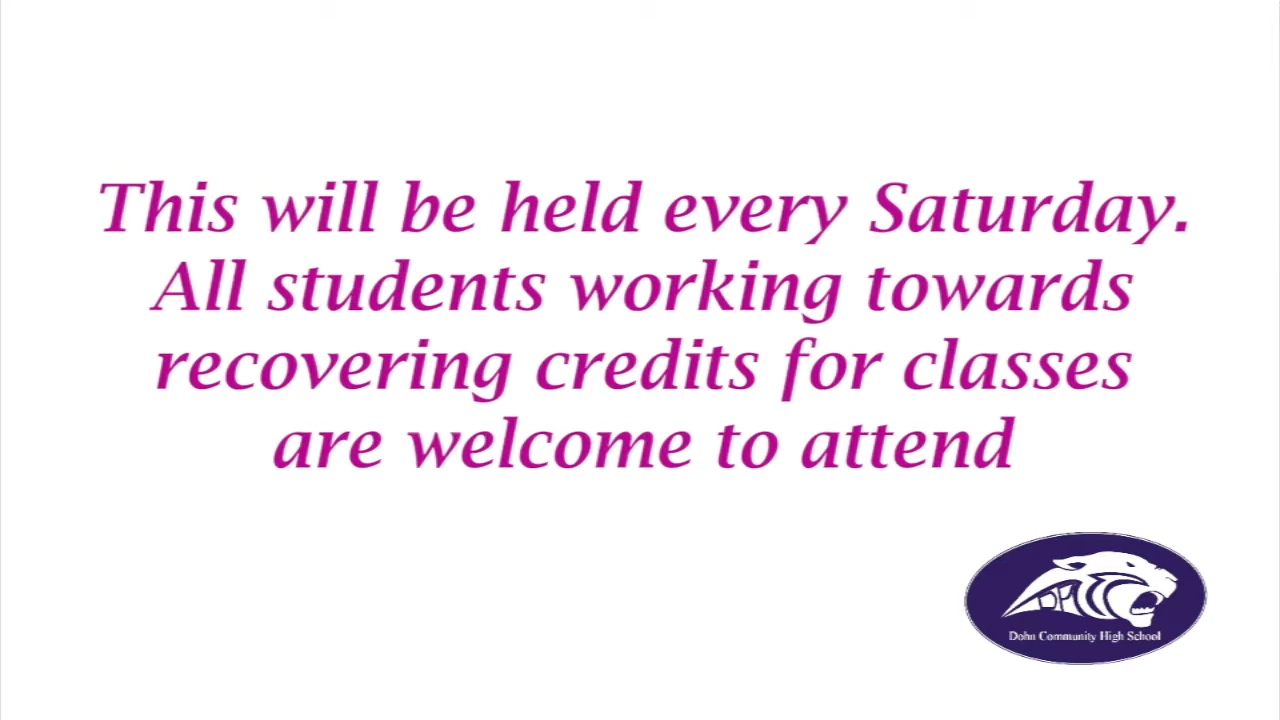 This will be held every Saturday.
All students working towards
recovering credits for classes
are welcome to attend
Dohn Community High School